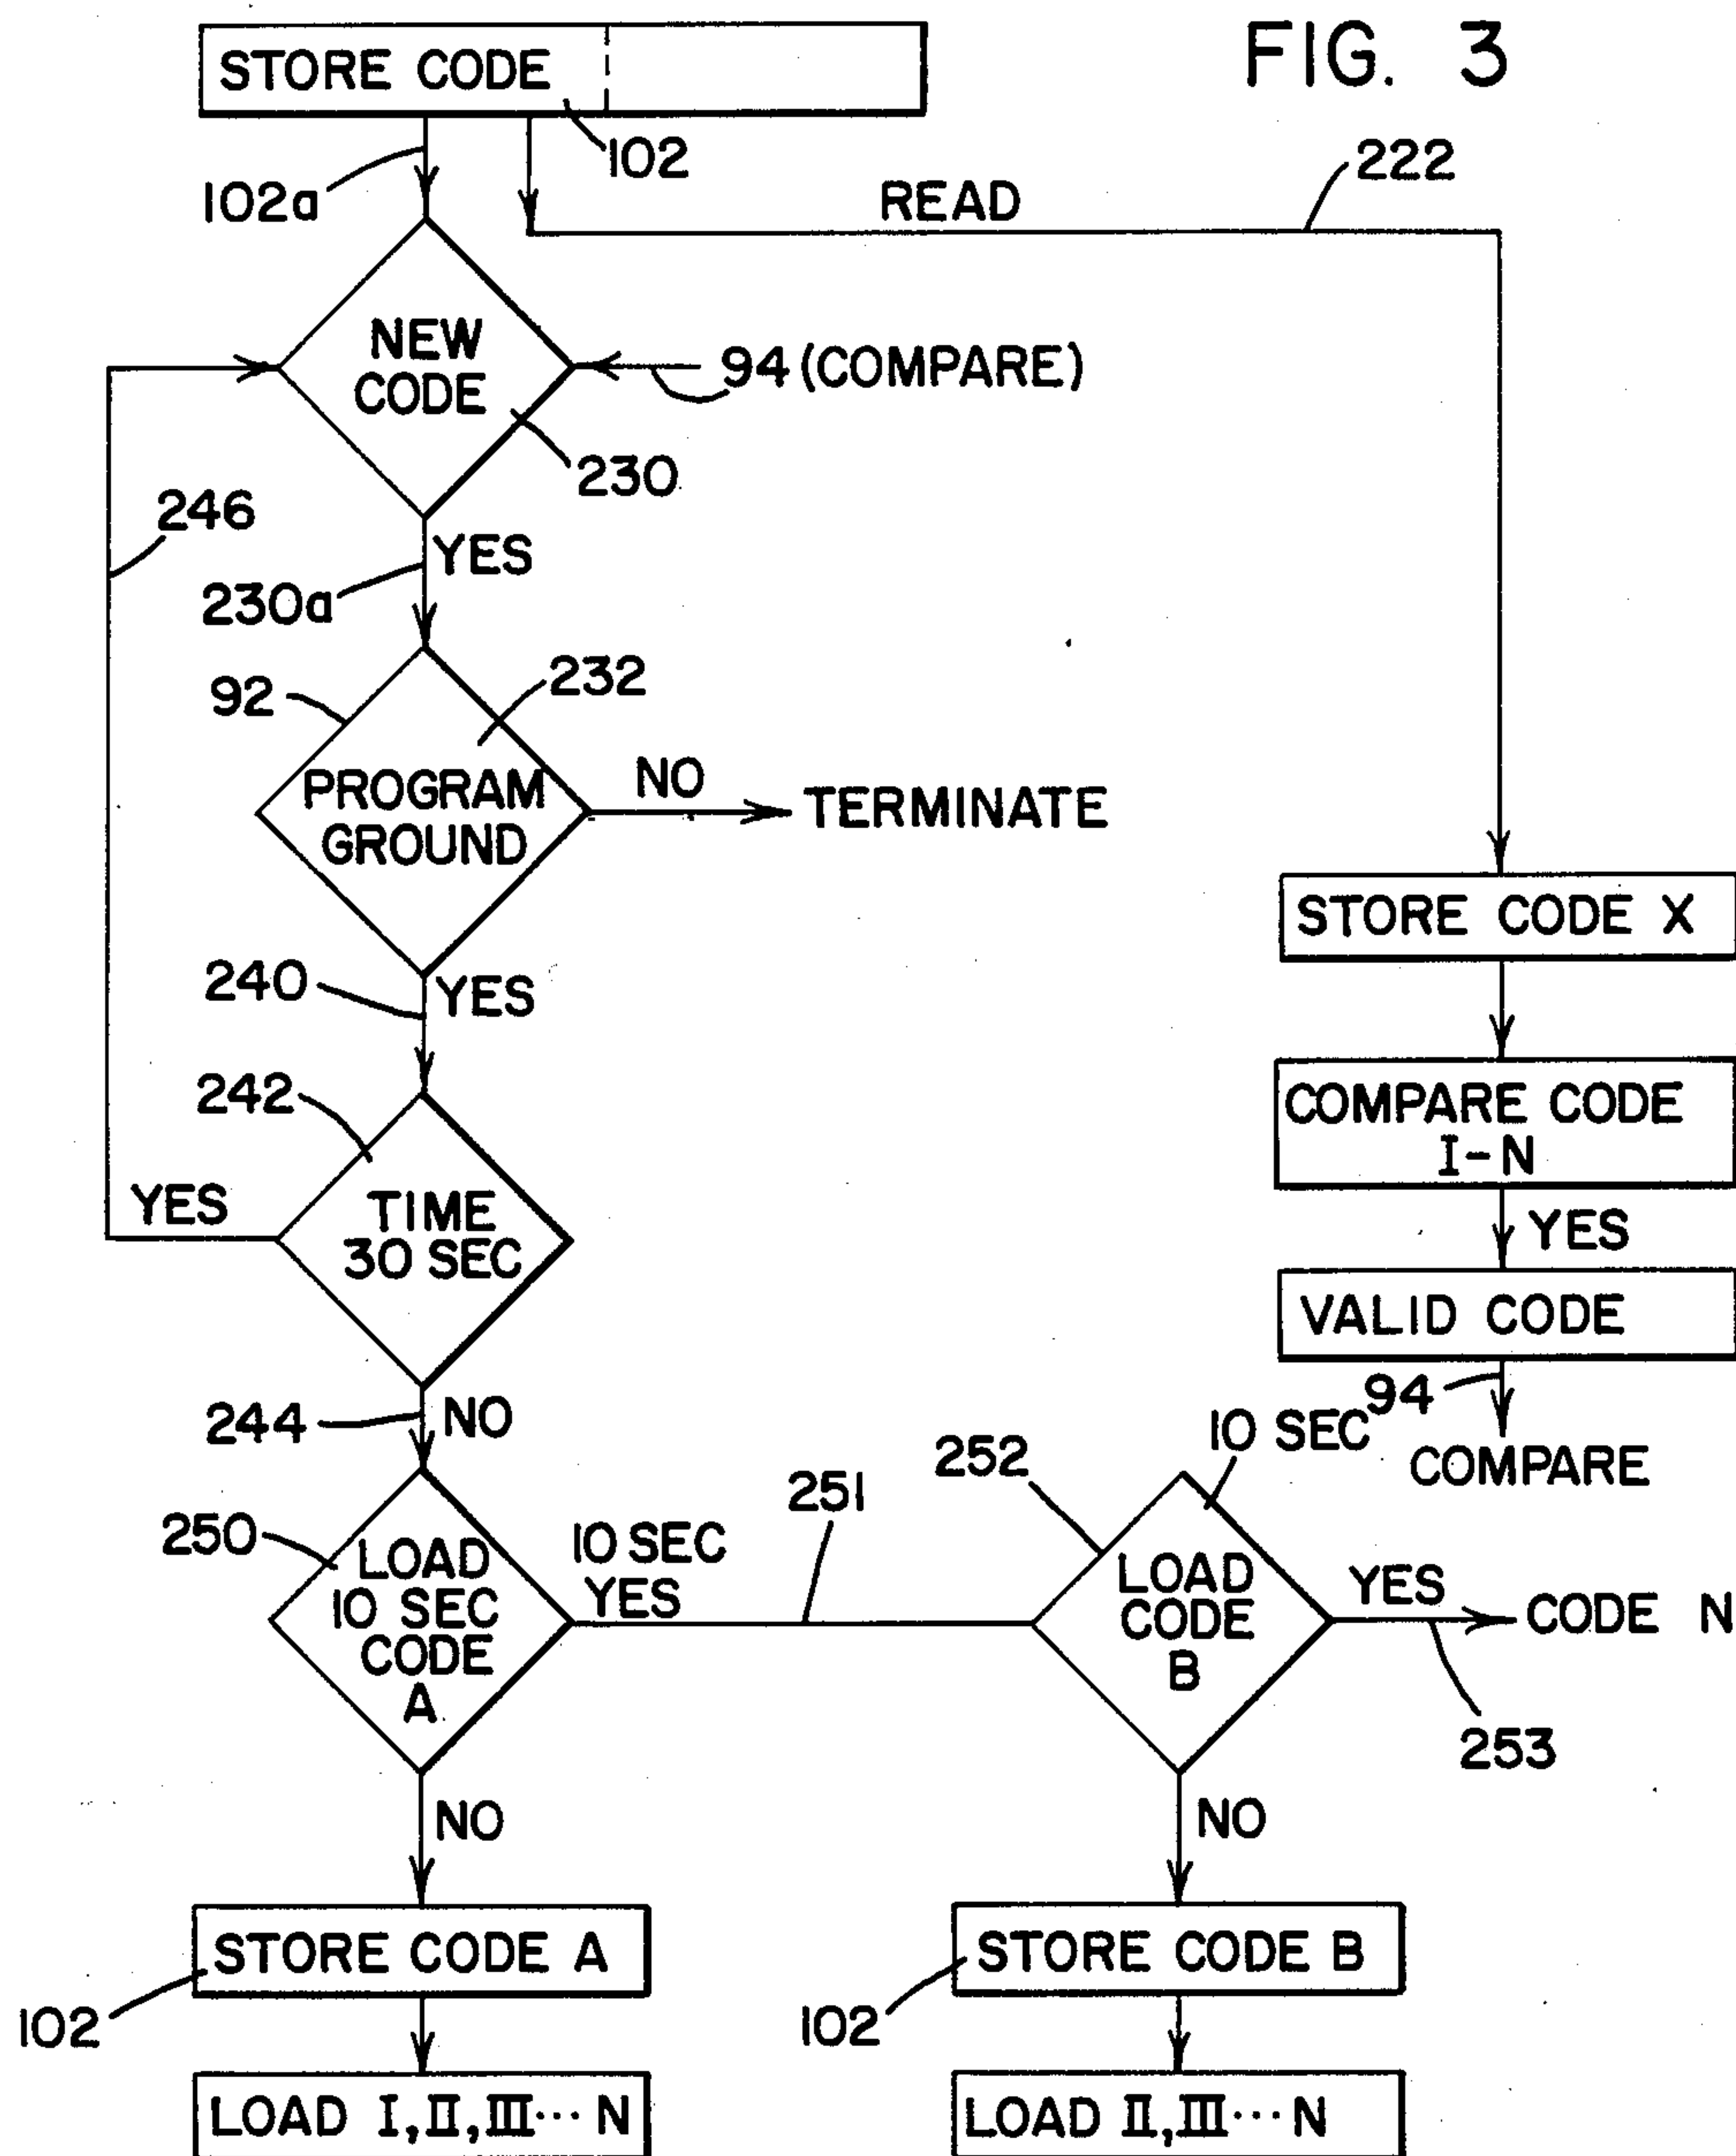 FIG. 3
STORE CODE
102
102a
READ
222
NEW
CODE
94 (COMPARE)
230
246
YES
230a
92
232
PROGRAM
GROUND
NO
TERMINATE
STORE CODE X
240
YES
242
COMPARE CODE
I-N
YES
TIME
30 SEC
YES
VALID CODE
244
NO
94
COMPARE
10 SEC
252
251
250
LOAD
10 SEC
CODE
A
10 SEC
YES
LOAD
CODE
B
YES
CODE N
253
NO
NO
STORE CODE A
STORE CODE B
102
102
LOAD I,II,III··· N
LOAD II,III··· N